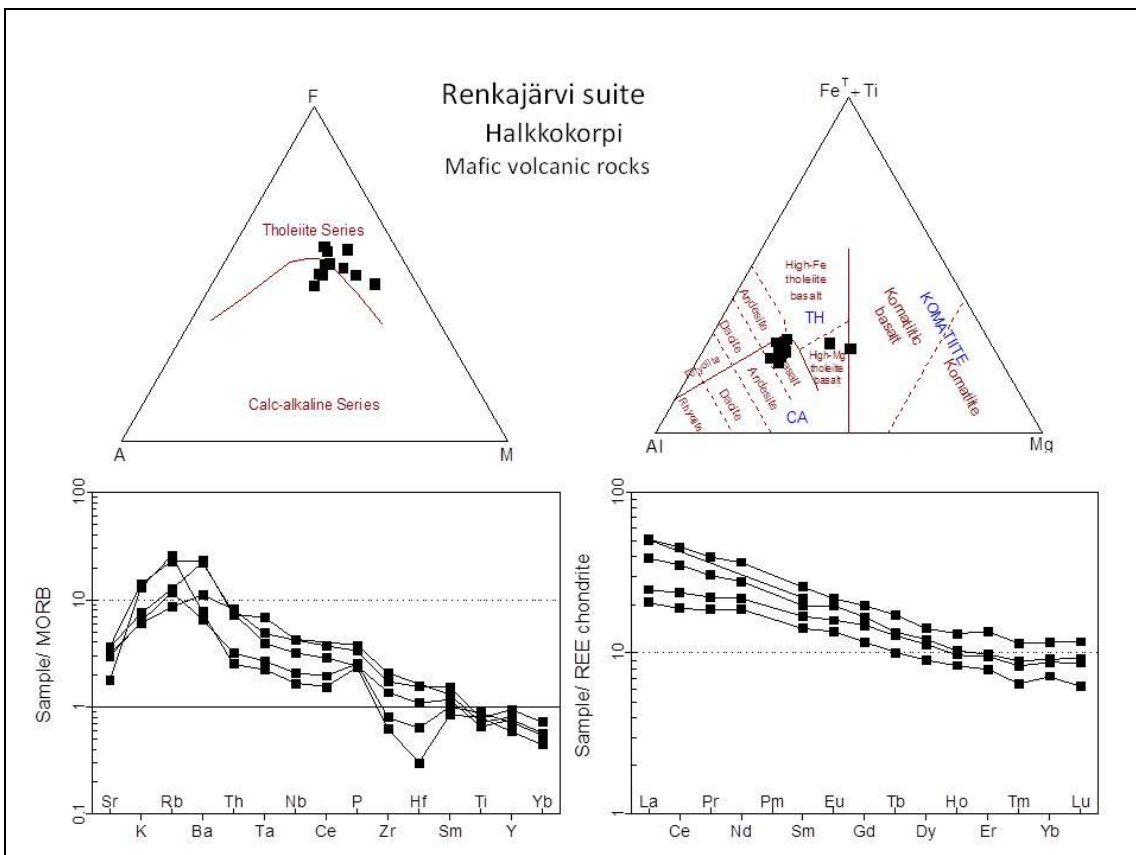 Renkajärvi suite
Halkkokorpi
Mafic volcanic rocks
F
Tholeiite Series
Calc-alkaline Series
A
M
Fe^T + Ti
High-Fe
tholeiite
basalt
TH
Andesite
Dacite
Rhyolite
Komatiitic
basalt
KOMATIITE
Komatiite
High-Mg
tholeiite
basalt
basalt
Andesite
Dacite
Rhyolite
CA
Al
Mg
Sample/ MORB
100
10
1
0.1
Sr Rb Th Nb P Hf Ti Yb
K Ba Ta Ce Zr Sm Y
Sample/ REE chondrite
100
10
1
La Pr Pm Eu Tb Ho Tm Lu
Ce Nd Sm Gd Dy Er Yb